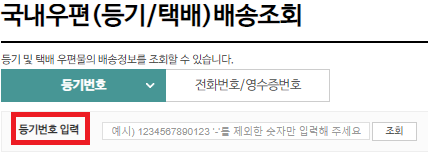 국내우편(등기/택배)배송조회
등기 및 택배 우편물의 배송정보를 조회할 수 있습니다.
등기번호 전화번호/영수증번호
등기번호 입력 예시) 1234567890123 '-'를 제외한 숫자만 입력해 주세요 조회